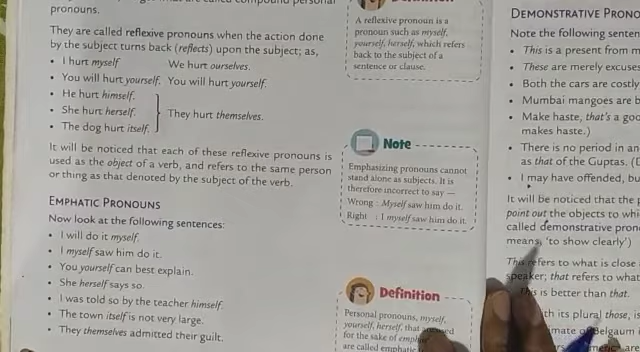 are called compound personal
pronouns.
They are called reflexive pronouns when the action done
by the subject turns back (reflects) upon the subject; as,
• I hurt myself We hurt ourselves.
• You will hurt yourself. You will hurt yourself.
• He hurt himself.
• She hurt herself. They hurt themselves.
• The dog hurt itself.
It will be noticed that each of these reflexive pronouns is
used as the object of a verb, and refers to the same person
or thing as that denoted by the subject of the verb.
EMPHATIC PRONOUNS
Now look at the following sentences:
• I will do it myself.
• I myself saw him do it.
• You yourself can best explain.
• She herself says so.
• I was told so by the teacher himself.
• The town itself is not very large.
• They themselves admitted their guilt.
A reflexive pronoun is a
pronoun such as myself,
yourself, herself, which refers
back to the subject of a
sentence or clause.
Note
Emphasizing pronouns cannot
stand alone as subjects. It is
therefore incorrect to say —
Wrong : Myself saw him do it.
Right : I myself saw him do it.
Definition
Personal pronouns, myself,
yourself, herself, that are used
for the sake of
are called emphatic
DEMONSTRATIVE
Note the following
• This is a present from
• These are merely excuses
• Both the cars are costly
• Mumbai mangoes are
• Make haste, that's a
makes haste.)
• There is no period in
as that of the Guptas.
• I may have offended,
It will be noticed that the
point out the objects to
called demonstrative
means, 'to show clearly')
This refers to what is close
speaker; that refers to what
This is better than that.
its plural those,